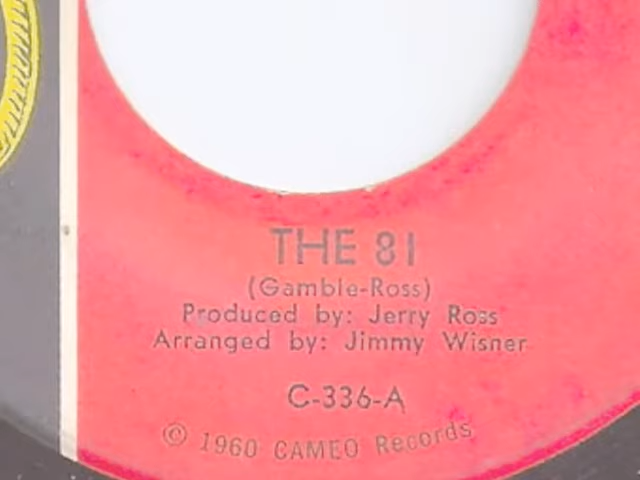 THE 81
(Gamble-Ross)
Produced by: Jerry Ross
Arranged by: Jimmy Wisner
C-336-A
© 1960 CAMEO Records